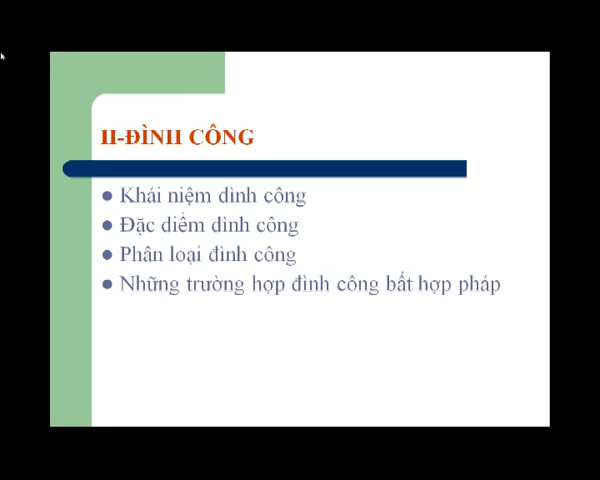 II-ĐÌNH CÔNG
Khái niệm đình công
Đặc điểm đình công
Phân loại đình công
Những trường hợp đình công bất hợp pháp